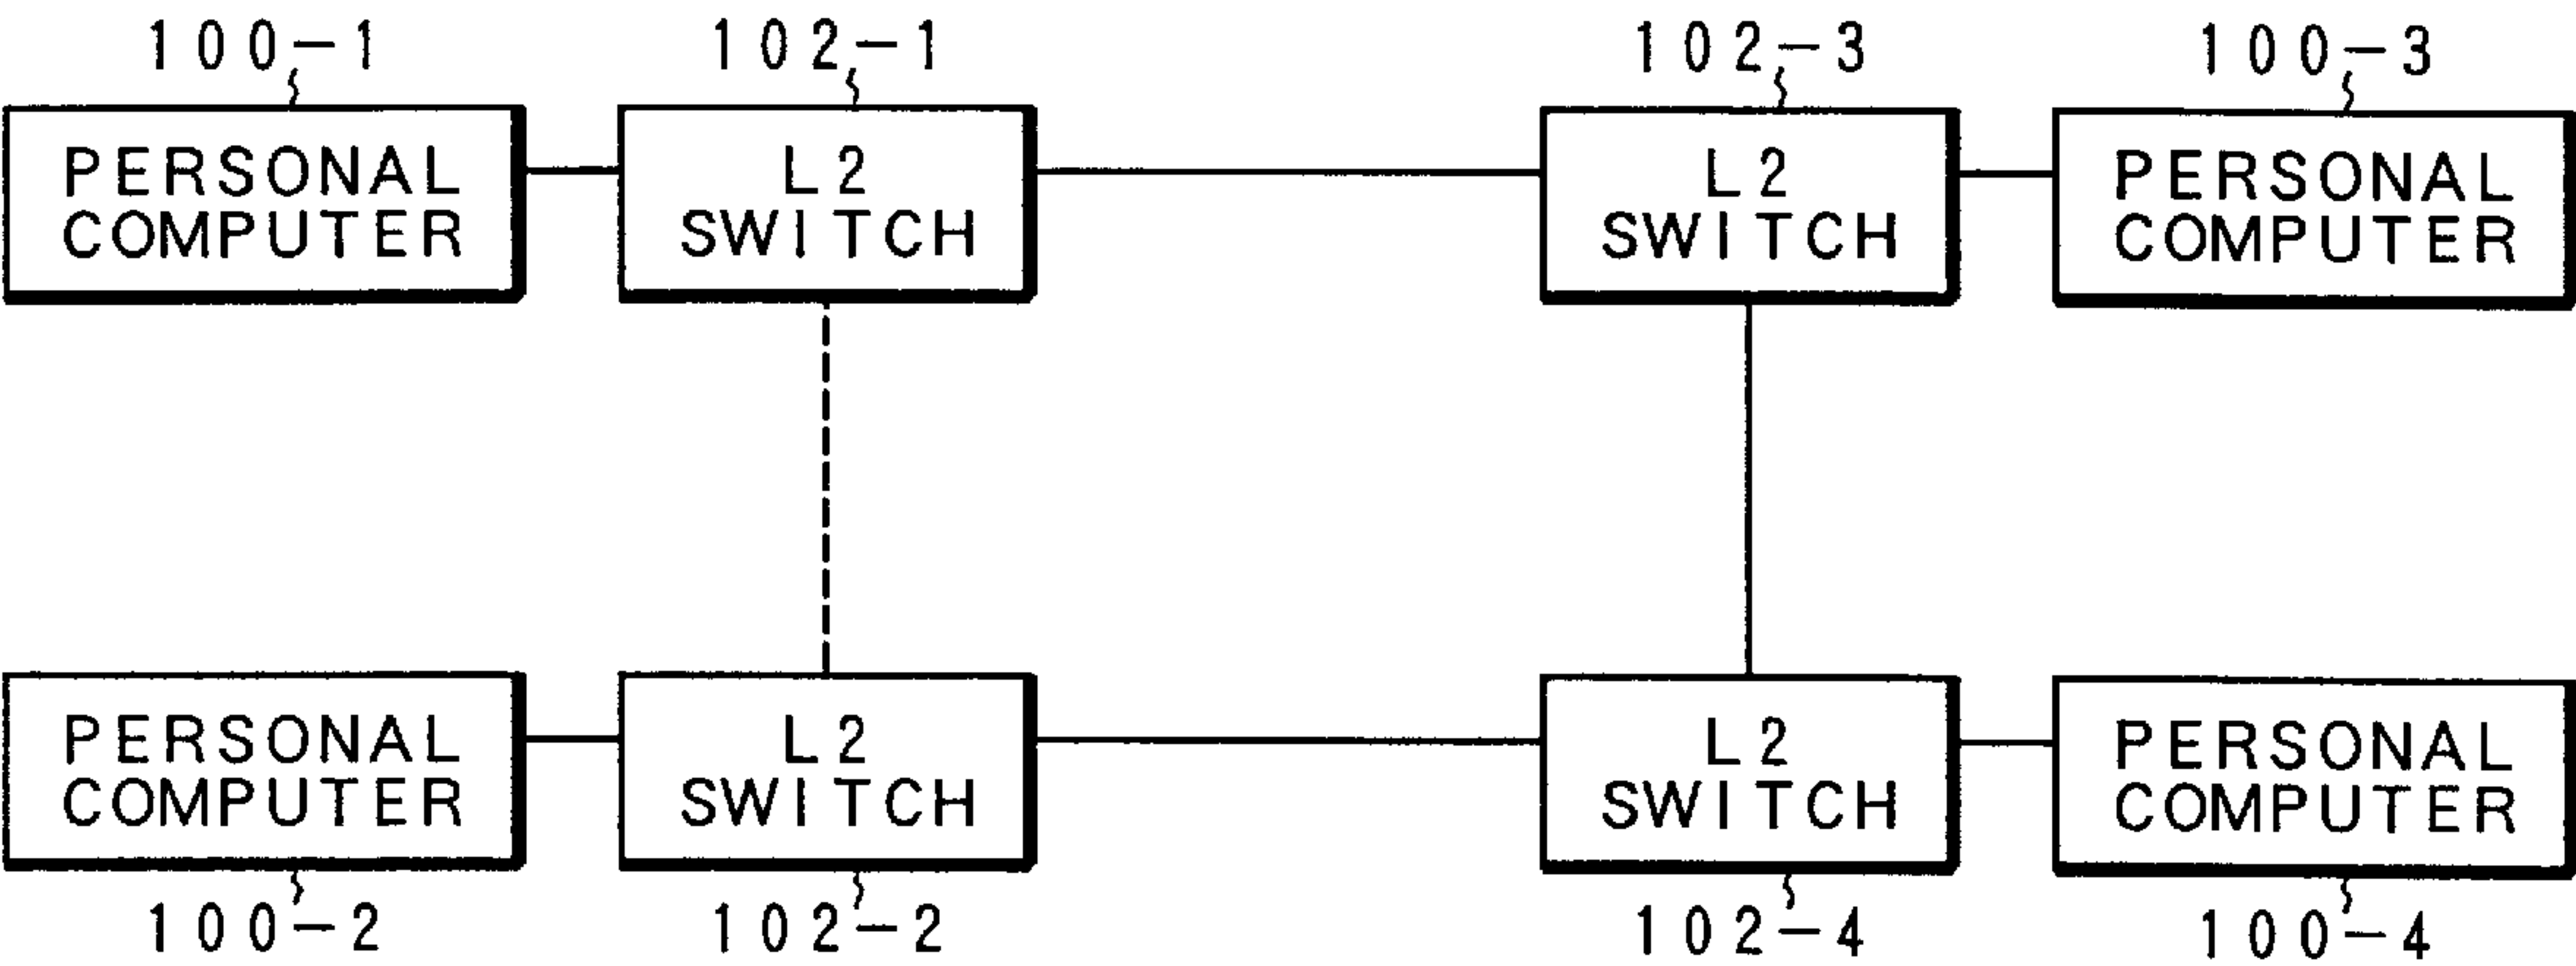 100-1 102-1 102-3 100-3
PERSONAL
COMPUTER
L2
SWITCH
L2
SWITCH
PERSONAL
COMPUTER
PERSONAL
COMPUTER
L2
SWITCH
L2
SWITCH
PERSONAL
COMPUTER
100-2 102-2 102-4 100-4